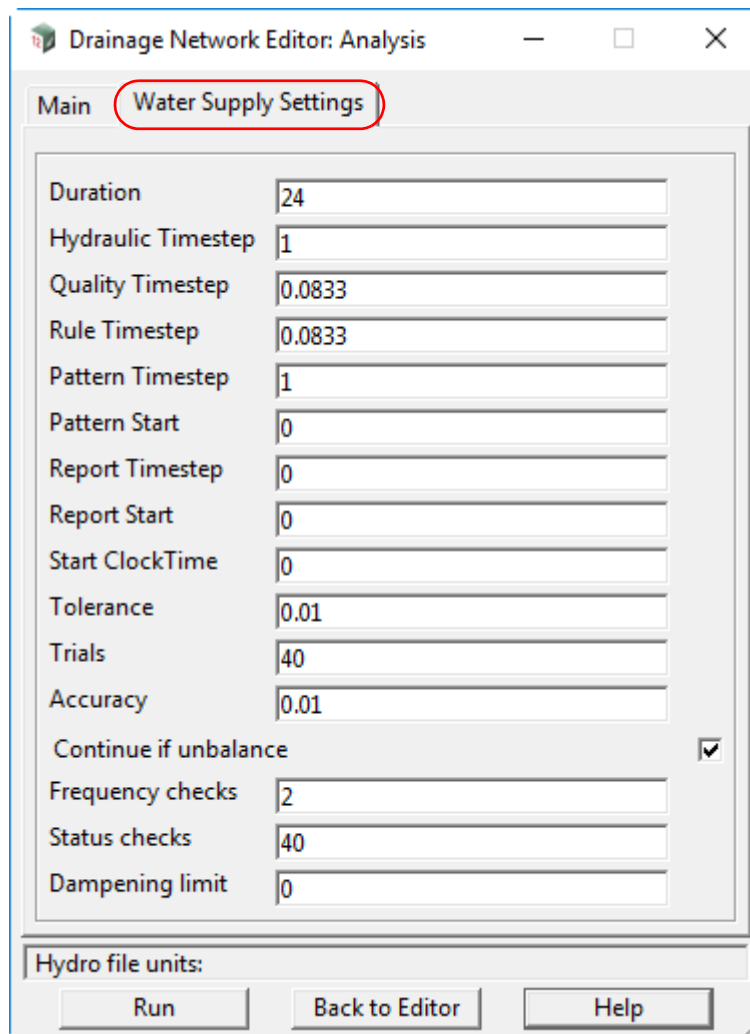 Drainage Network Editor: Analysis
Main Water Supply Settings
Duration 24
Hydraulic Timestep 1
Quality Timestep 0.0833
Rule Timestep 0.0833
Pattern Timestep 1
Pattern Start 0
Report Timestep 0
Report Start 0
Start ClockTime 0
Tolerance 0.01
Trials 40
Accuracy 0.01
Continue if unbalance
Frequency checks 2
Status checks 40
Dampening limit 0
Hydro file units:
Run Back to Editor Help